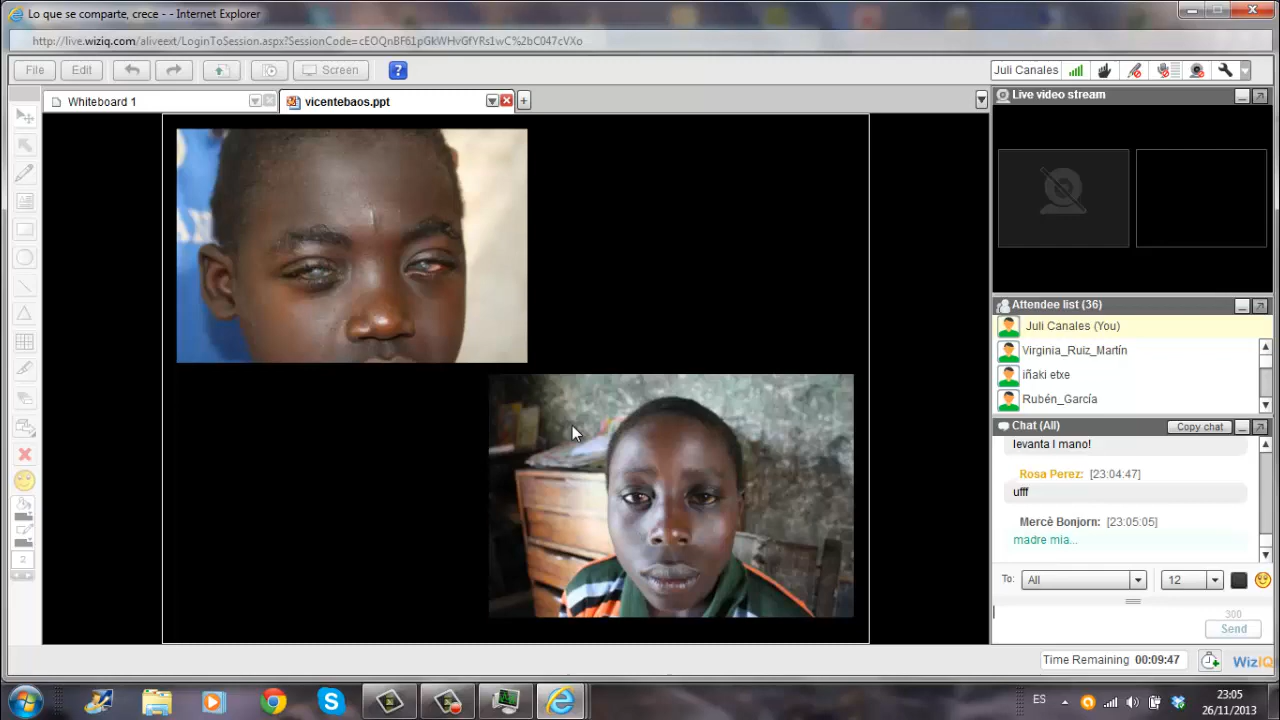 Lo que se comparte, crece - - Internet Explorer
http://live.wiziq.com/aliveext/LoginToSession.aspx?SessionCode=cEOQnBF61pGkWHvGfYRs1wC%2bC047cVXo
File Edit Screen ? Juli Canales
Whiteboard 1 vicentebaos.ppt
Live video stream
Attendee list (36)
Juli Canales (You)
Virginia_Ruiz_Martín
iñaki etxe
Rubén_García
Chat (All) Copy chat
levanta l mano!
Rosa Perez: [23:04:47]
ufff
Mercè Bonjorn: [23:05:05]
madre mia...
2
To: All 12
300
Send
Time Remaining 00:09:47 WizIQ
ES 23:05
26/11/2013